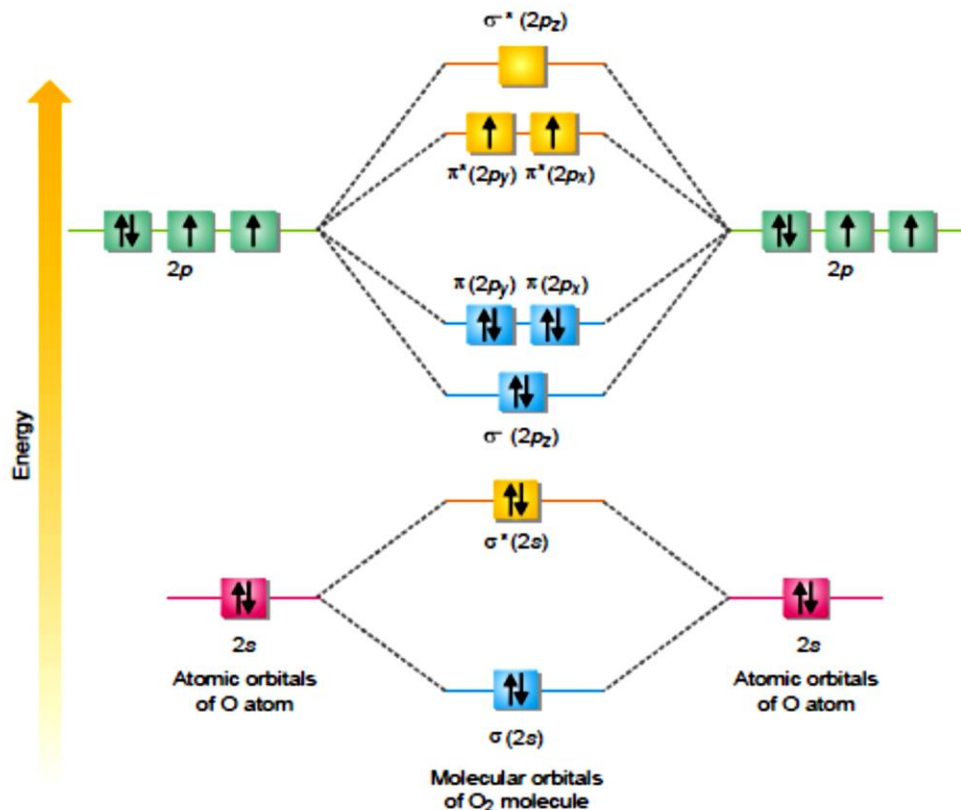 σ* (2pz)
π*(2py) π*(2px)
2p
2p
π(2py) π(2px)
σ (2pz)
Energy
σ*(2s)
2s
2s
Atomic orbitals
of O atom
Atomic orbitals
of O atom
σ(2s)
Molecular orbitals
of O₂ molecule